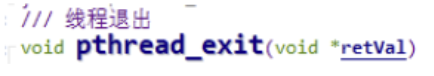 /// 线程退出
void pthread_exit(void *retVal)